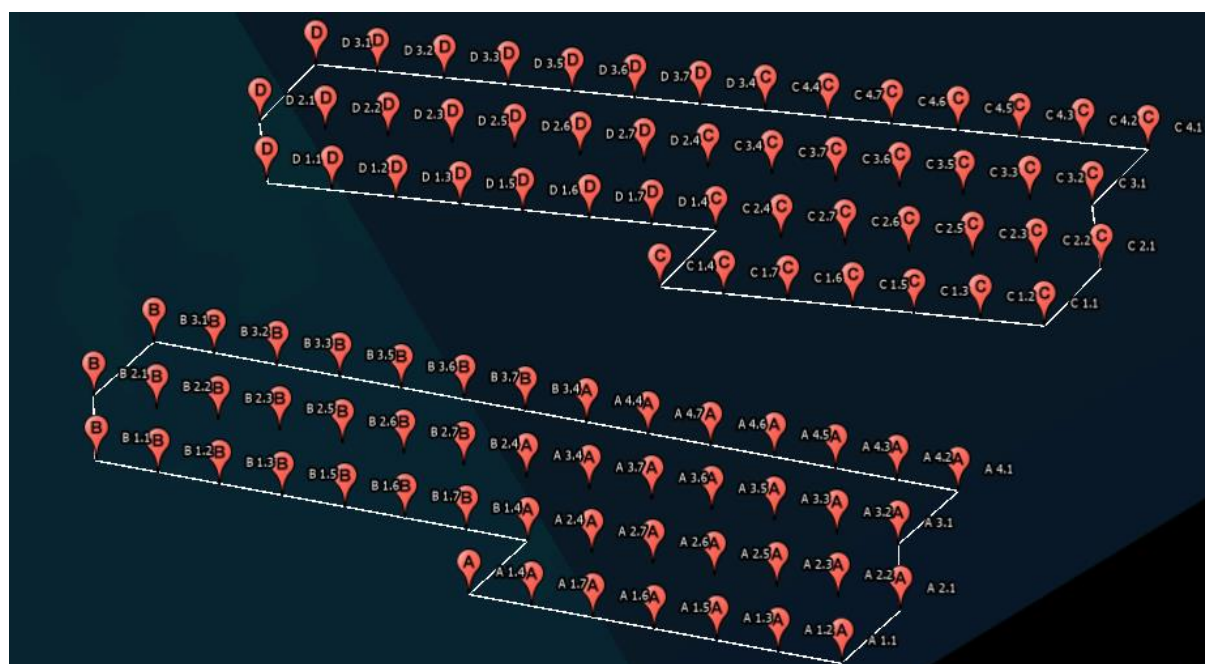 D D 3.1 D D 3.2 D D 3.3 D D 3.5 D D 3.6 D D 3.7 D D 3.4 C C 4.4 C C 4.7 C C 4.6 C C 4.5 C C 4.3 C C 4.2 C C 4.1
D D 2.1 D D 2.2 D D 2.3 D D 2.5 D D 2.6 D D 2.7 D D 2.4 C C 3.4 C C 3.7 C C 3.6 C C 3.5 C C 3.3 C C 3.2 C C 3.1
D D 1.1 D D 1.2 D D 1.3 D D 1.5 D D 1.6 D D 1.7 D D 1.4 C C 2.4 C C 2.7 C C 2.6 C C 2.5 C C 2.3 C C 2.2 C C 2.1
C C 1.4 C C 1.7 C C 1.6 C C 1.5 C C 1.3 C C 1.2 C C 1.1
B B 3.1 B B 3.2 B B 3.3 B B 3.5 B B 3.6 B B 3.7 B B 3.4 A A 4.4 A A 4.7 A A 4.6 A A 4.5 A A 4.3 A A 4.2 A A 4.1
B B 2.1 B B 2.2 B B 2.3 B B 2.5 B B 2.6 B B 2.7 B B 2.4 A A 3.4 A A 3.7 A A 3.6 A A 3.5 A A 3.3 A A 3.2 A A 3.1
B B 1.1 B B 1.2 B B 1.3 B B 1.5 B B 1.6 B B 1.7 B B 1.4 A A 2.4 A A 2.7 A A 2.6 A A 2.5 A A 2.3 A A 2.2 A A 2.1
A A 1.4 A A 1.7 A A 1.6 A A 1.5 A A 1.3 A A 1.2 A A 1.1